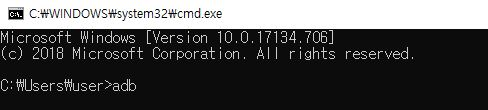 C:₩WINDOWS₩system32₩cmd.exe
Microsoft Windows [Version 10.0.17134.706]
(c) 2018 Microsoft Corporation. All rights reserved.
C:₩Users₩user>adb